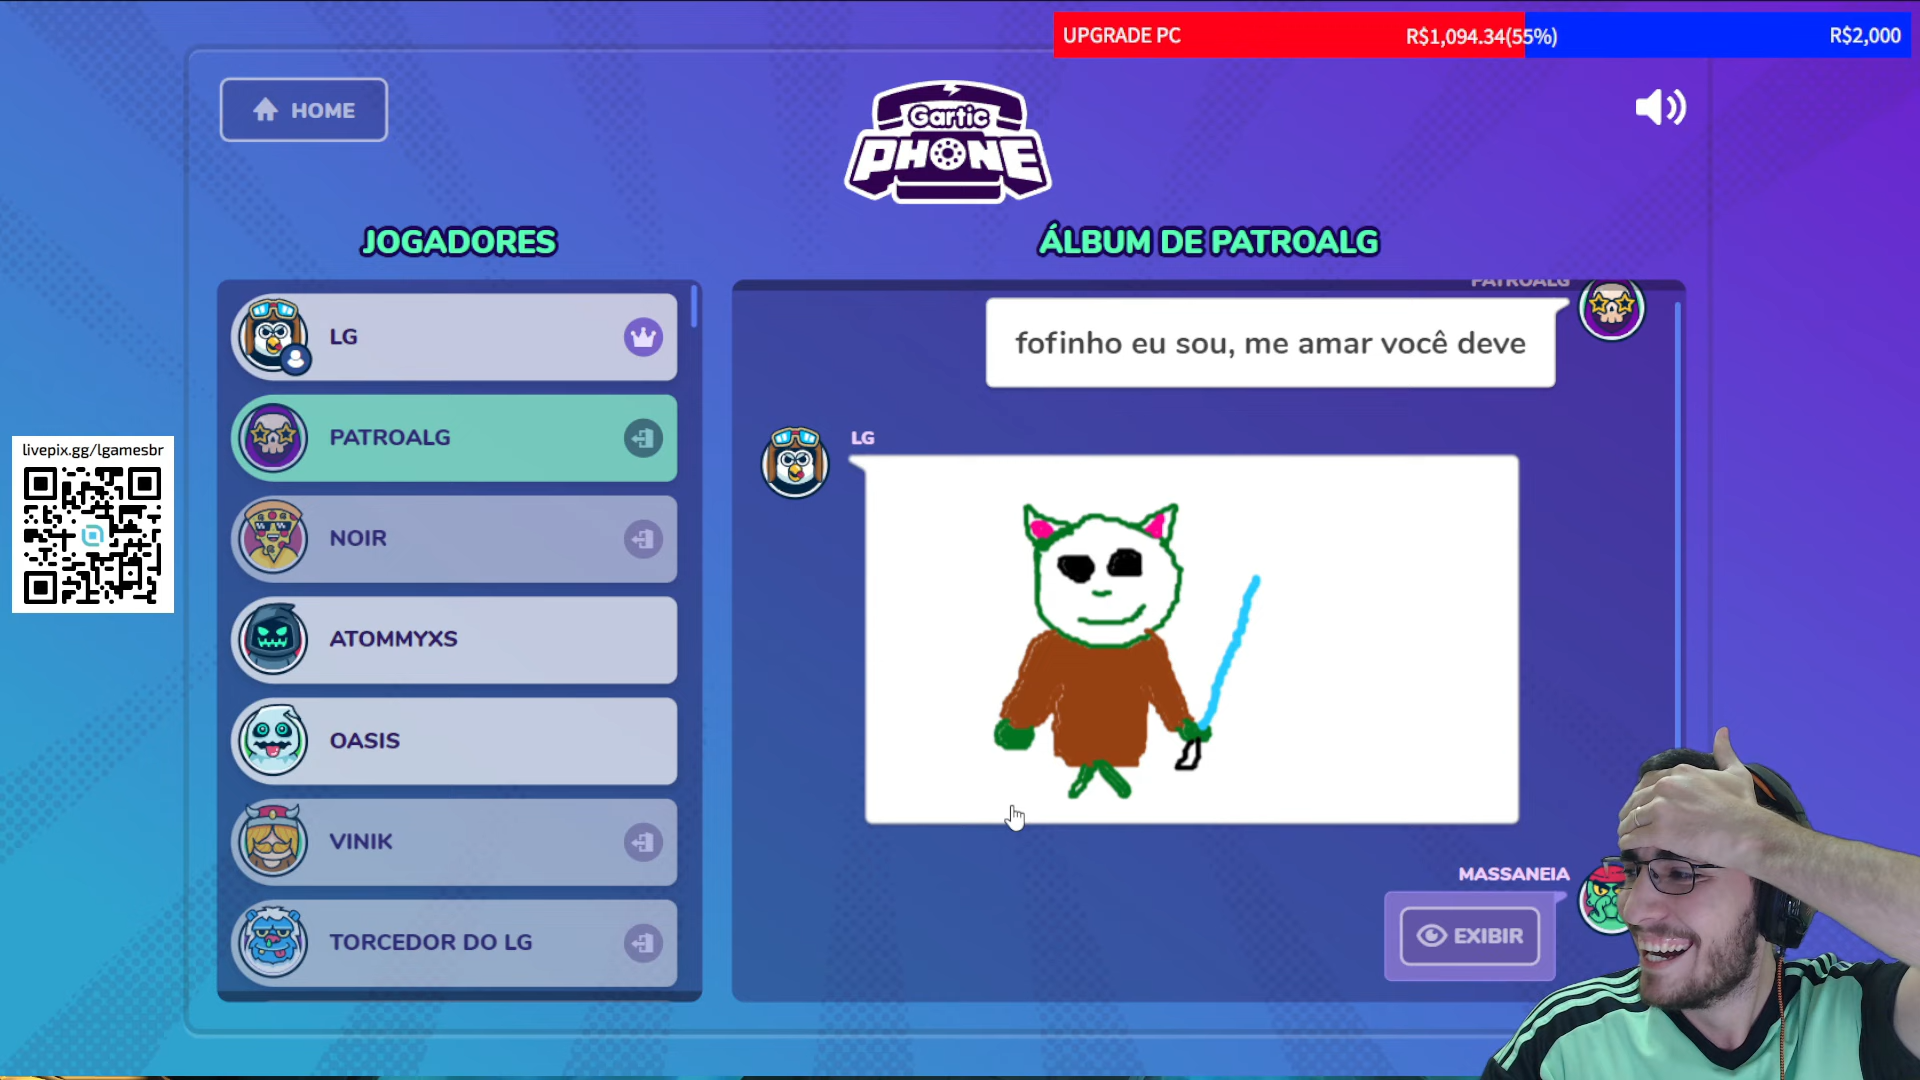 UPGRADE PC R$1,094.34(55%) R$2,000
HOME
Gartic
PHONE
JOGADORES
ÁLBUM DE PATROALG
LG
PATROALG
NOIR
ATOMMYXS
OASIS
VINIK
TORCEDOR DO LG
livepix.gg/lgamesbr
PATROALG
fofinho eu sou, me amar você deve
LG
MASSANEIA
EXIBIR